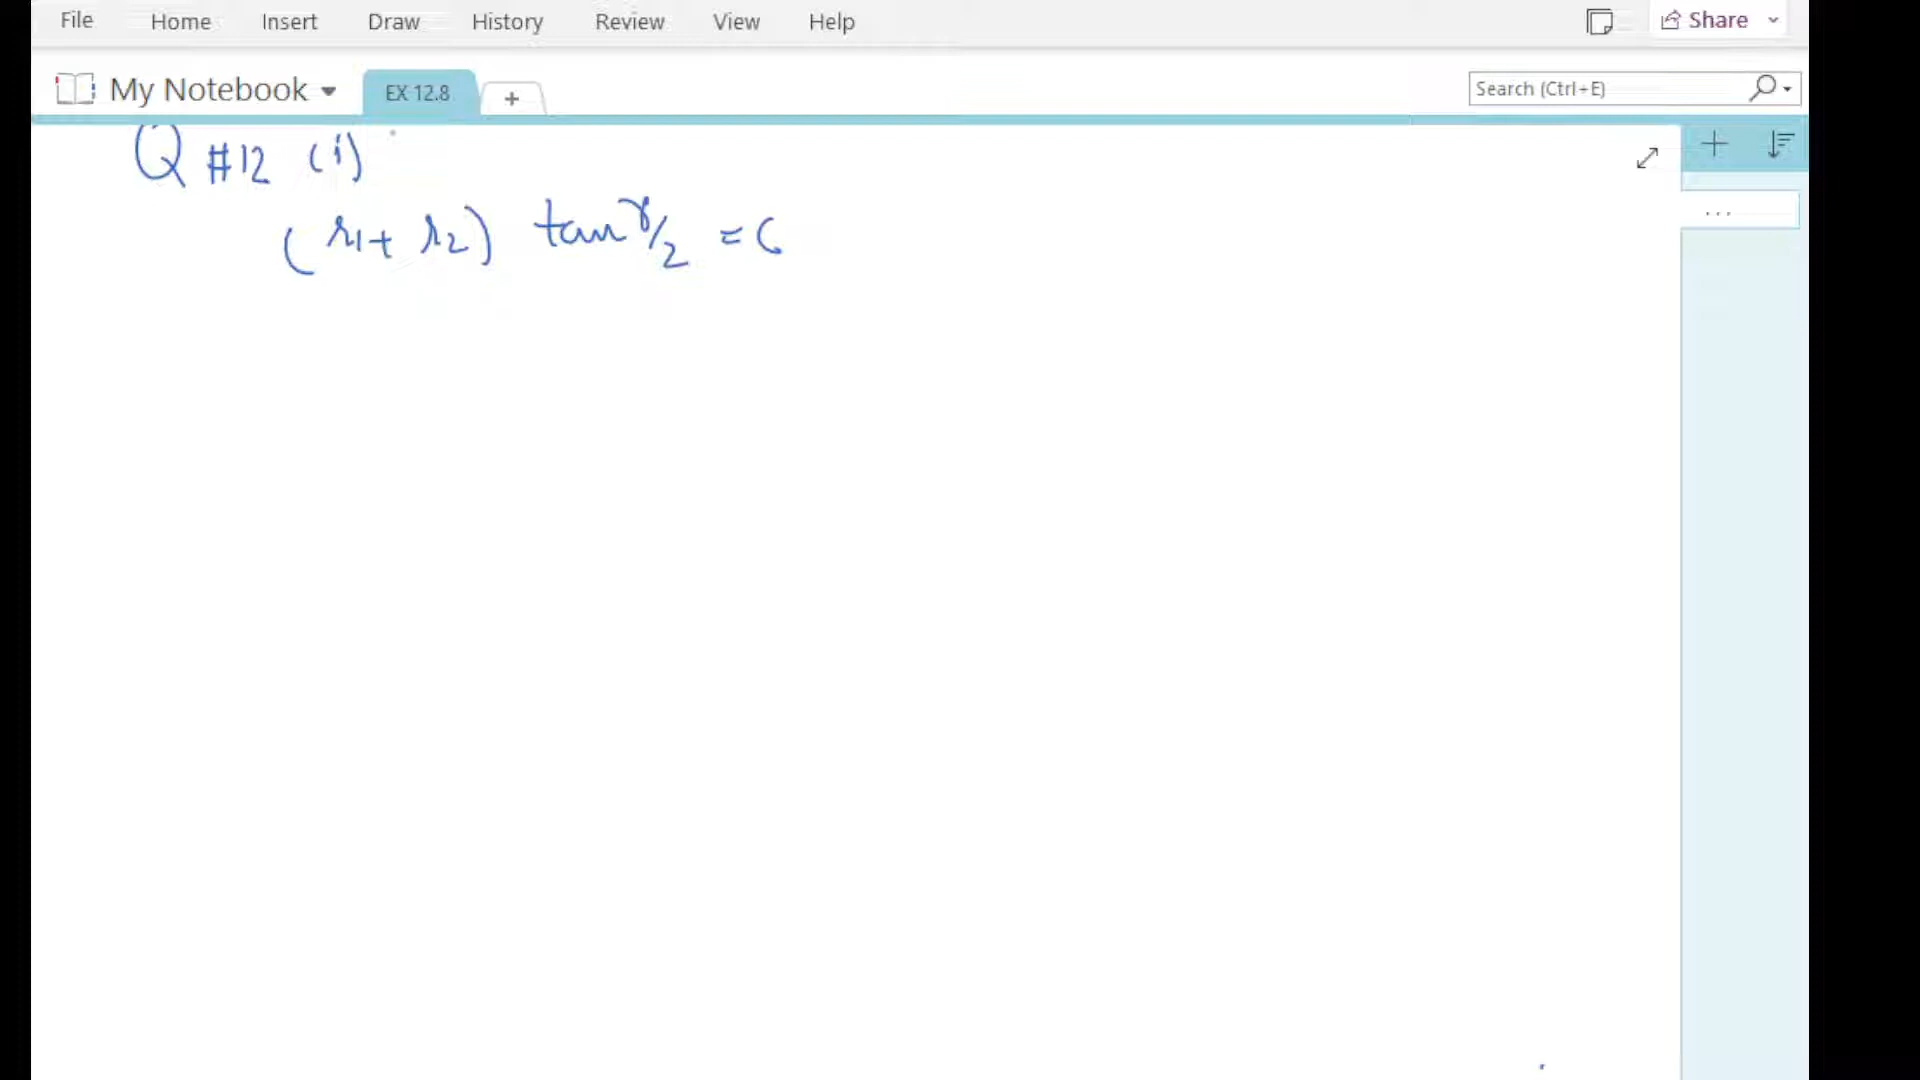 File Home Insert Draw History Review View Help Share
My Notebook EX 12.8 + Search (Ctrl+E)
Q #12 (i)
(r₁+ r₂) tan γ/2 = c
...